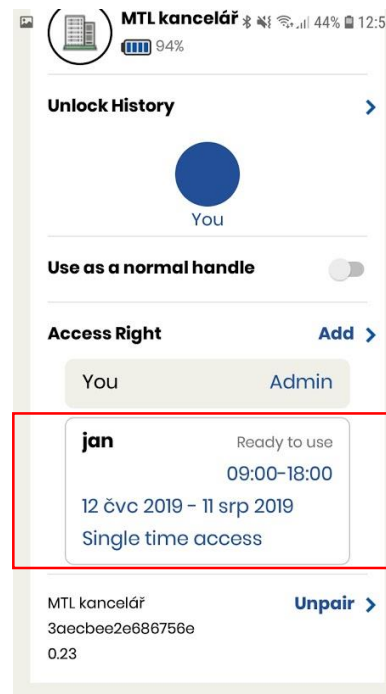 MTL kancelář 44% 12:5
94%
Unlock History
You
Use as a normal handle
Access Right Add
You Admin
jan Ready to use
09:00-18:00
12 čvc 2019 - 11 srp 2019
Single time access
MTL kancelář Unpair
3aecbee2e686756e
0.23